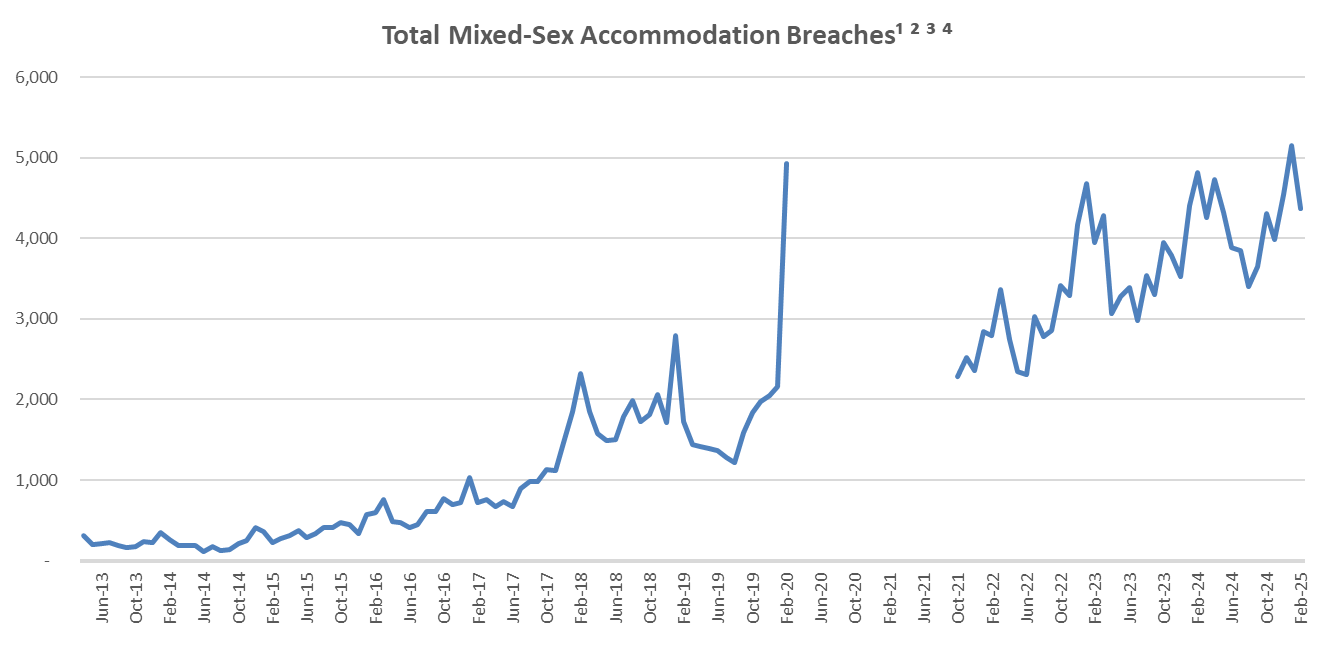 Total Mixed-Sex Accommodation Breaches¹ ² ³ ⁴
6,000
5,000
4,000
3,000
2,000
1,000
-
Jun-13
Oct-13
Feb-14
Jun-14
Oct-14
Feb-15
Jun-15
Oct-15
Feb-16
Jun-16
Oct-16
Feb-17
Jun-17
Oct-17
Feb-18
Jun-18
Oct-18
Feb-19
Jun-19
Oct-19
Feb-20
Jun-20
Oct-20
Feb-21
Jun-21
Oct-21
Feb-22
Jun-22
Oct-22
Feb-23
Jun-23
Oct-23
Feb-24
Jun-24
Oct-24
Feb-25